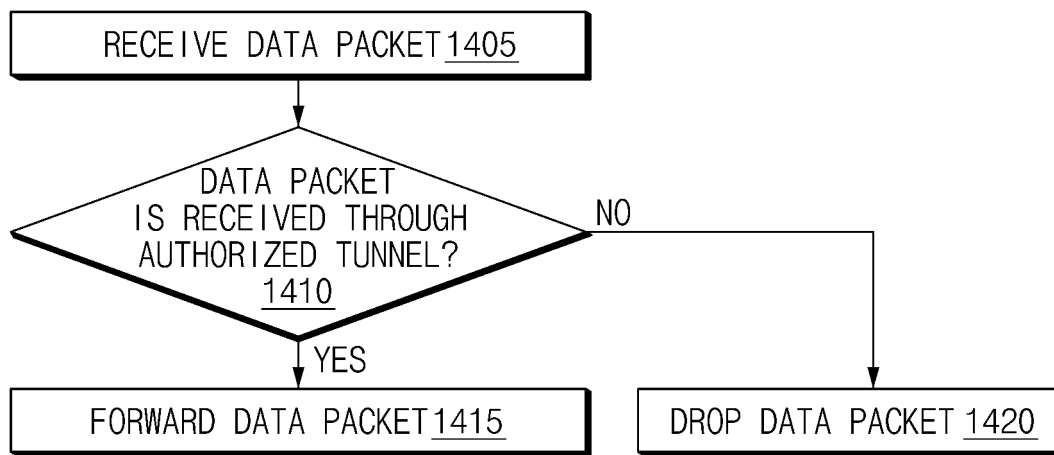 RECEIVE DATA PACKET 1405
DATA PACKET
IS RECEIVED THROUGH
AUTHORIZED TUNNEL?
1410
NO
YES
FORWARD DATA PACKET 1415
DROP DATA PACKET 1420